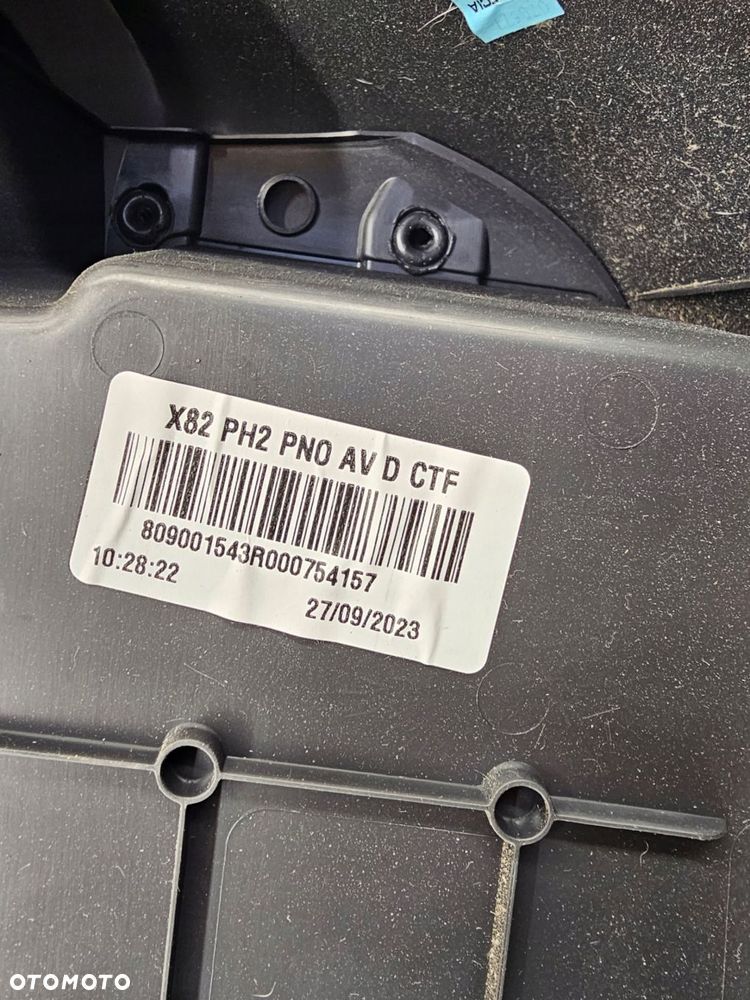 X82 PH2 PNO AV D CTF
809001543R000754157
10:28:22
27/09/2023
OTOMOTO